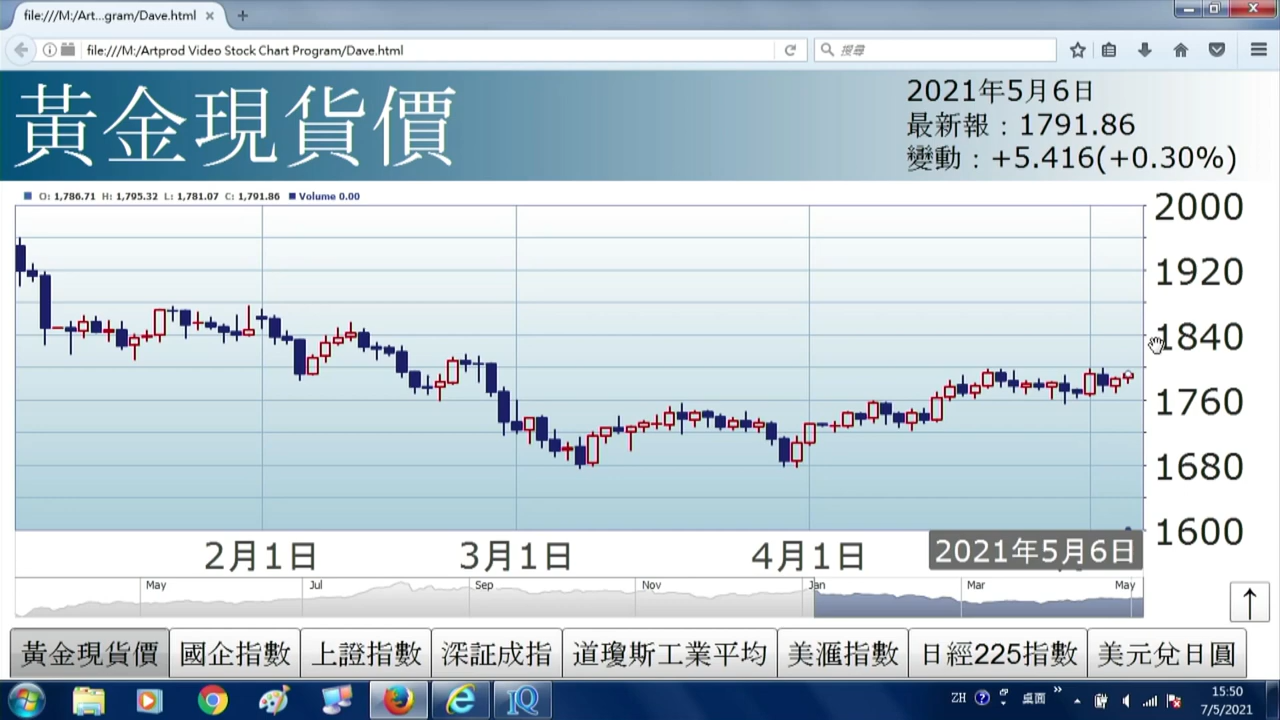 file:///M:/Art...gram/Dave.html
file:///M:/Artprod Video Stock Chart Program/Dave.html
搜尋
黃金現貨價
2021年5月6日
最新報：1791.86
變動：+5.416(+0.30%)
O: 1,786.71 H: 1,795.32 L: 1,781.07 C: 1,791.86 Volume 0.00
2000
1920
1840
1760
1680
1600
2月1日 3月1日 4月1日 2021年5月6日
May Jul Sep Nov Jan Mar May
黃金現貨價 國企指數 上證指數 深証成指 道瓊斯工業平均 美滙指數 日經225指數 美元兌日圓
ZH 桌面 15:50
7/5/2021